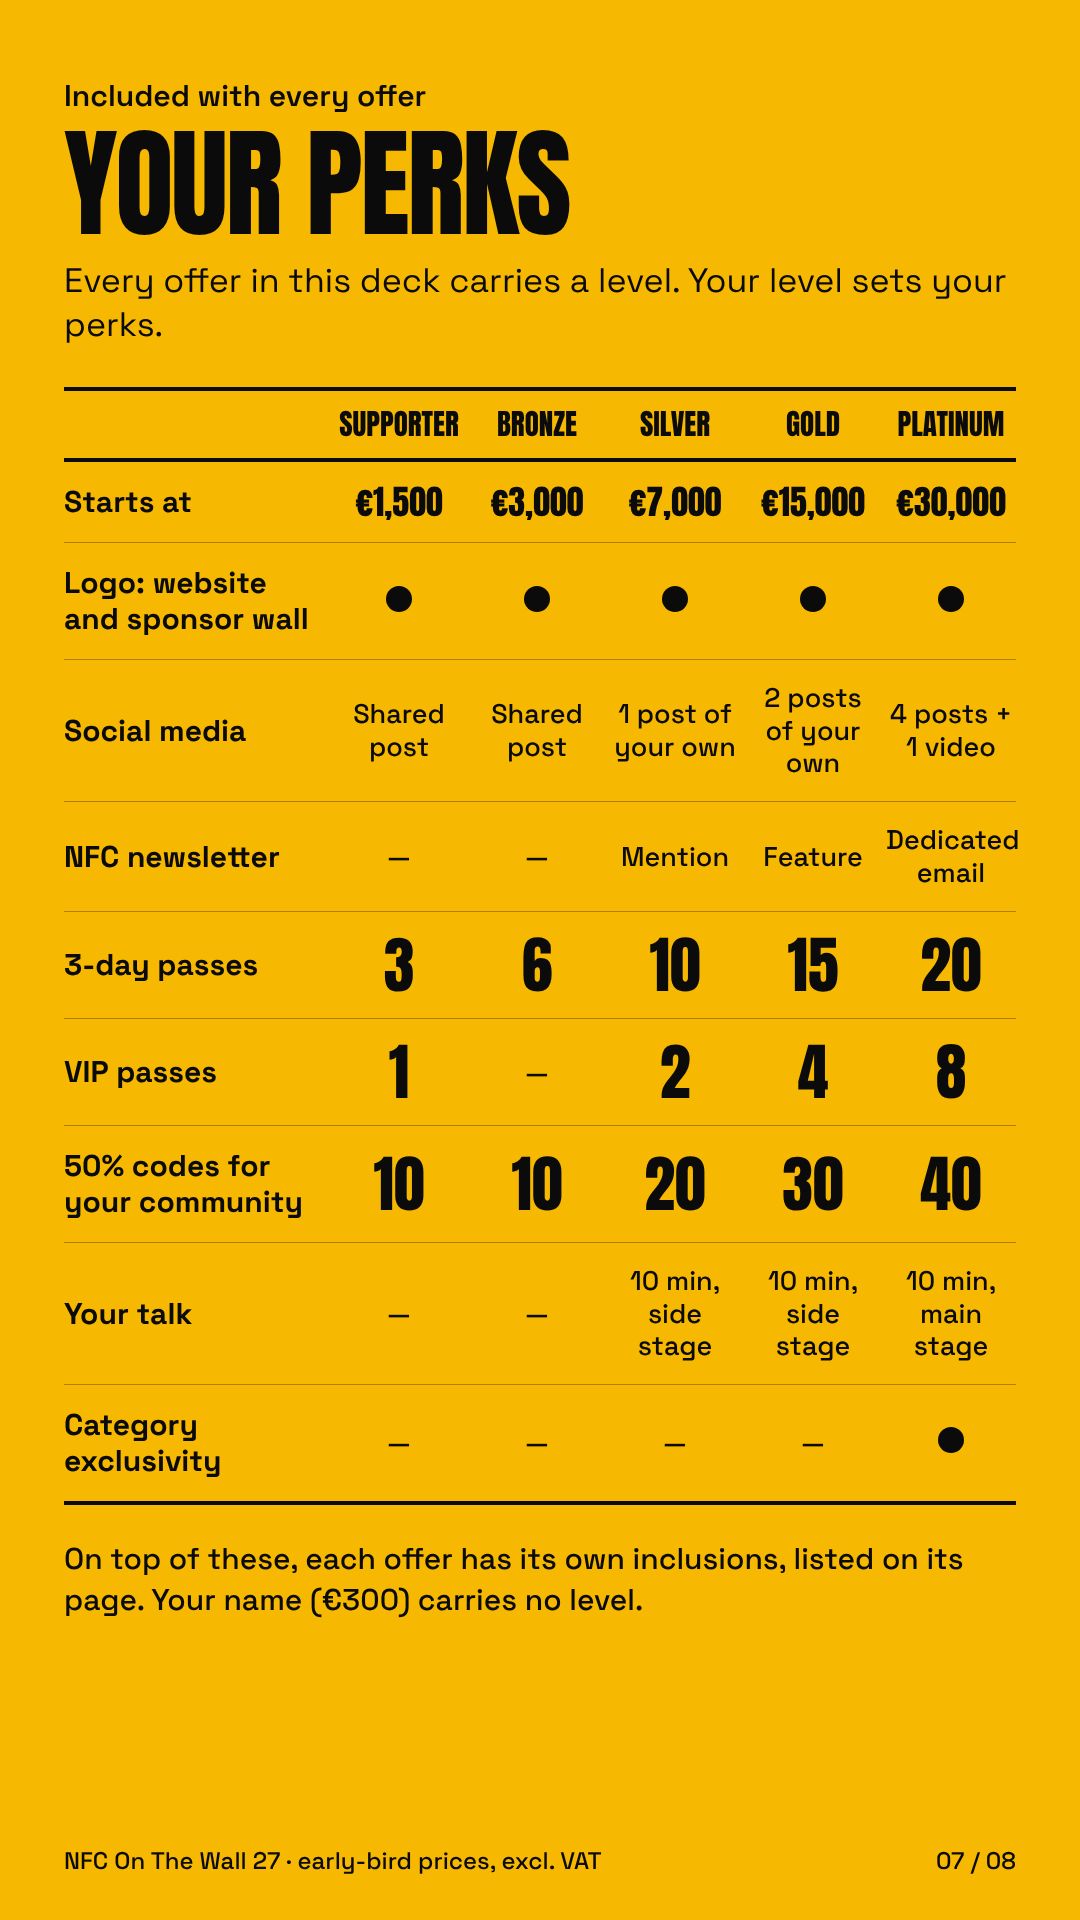 Included with every offer
YOUR PERKS
Every offer in this deck carries a level. Your level sets your
perks.
SUPPORTER BRONZE SILVER GOLD PLATINUM
Starts at €1,500 €3,000 €7,000 €15,000 €30,000
Logo: website
and sponsor wall ● ● ● ● ●
Social media Shared post Shared post 1 post of your own 2 posts of your own 4 posts + 1 video
NFC newsletter — — Mention Feature Dedicated email
3-day passes 3 6 10 15 20
VIP passes 1 — 2 4 8
50% codes for
your community 10 10 20 30 40
Your talk — — 10 min, side stage 10 min, side stage 10 min, main stage
Category
exclusivity — — — — ●
On top of these, each offer has its own inclusions, listed on its
page. Your name (€300) carries no level.
NFC On The Wall 27 · early-bird prices, excl. VAT 07 / 08